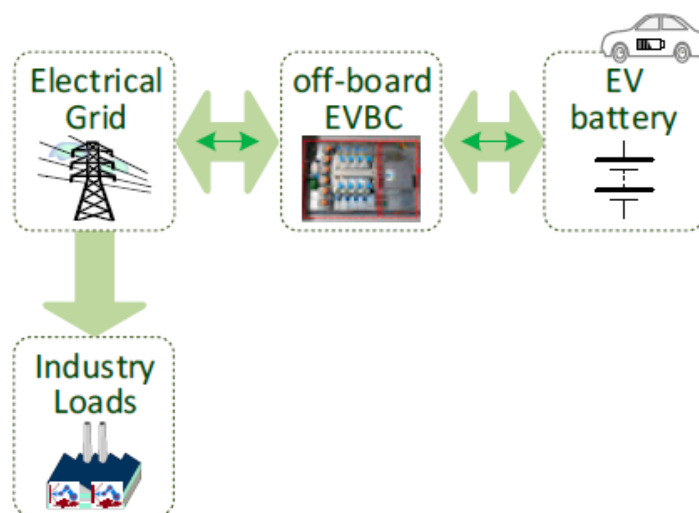 Electrical
Grid
off-board
EVBC
EV
battery
Industry
Loads